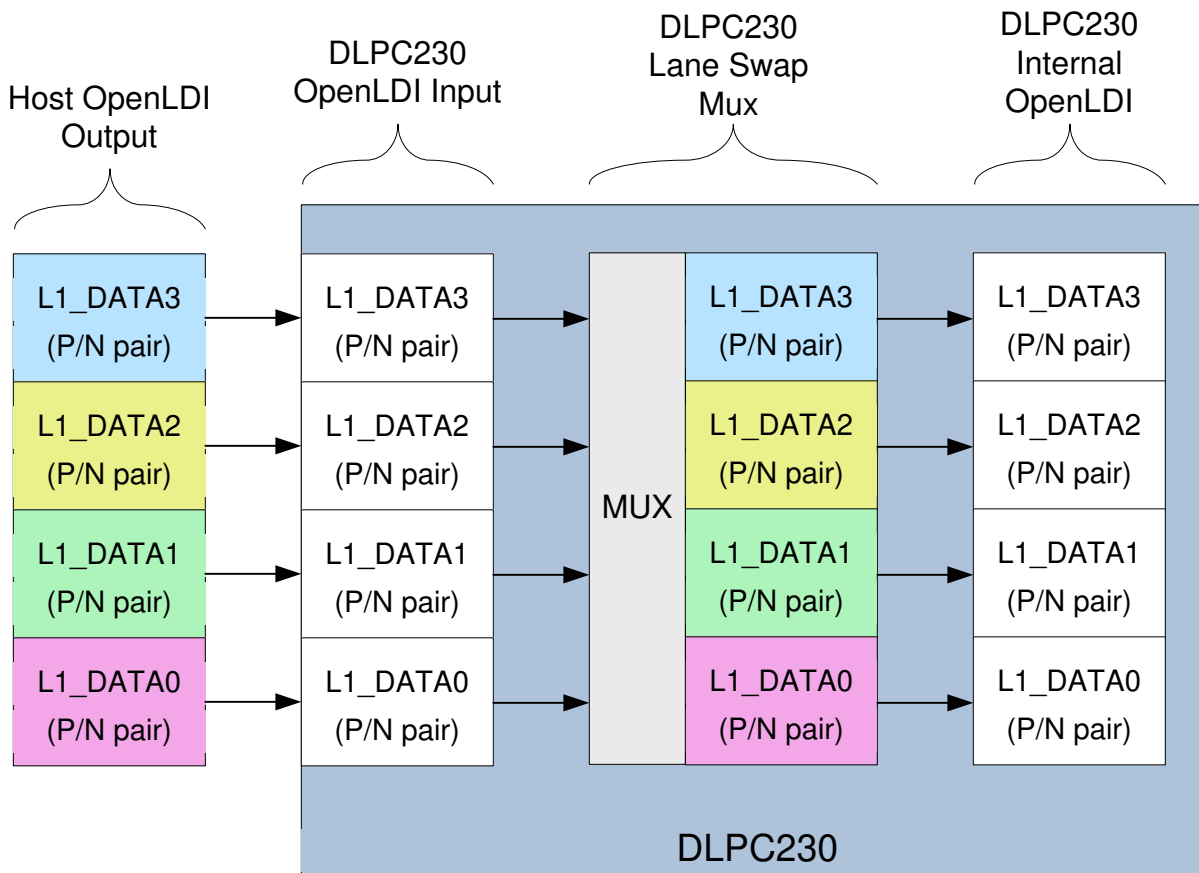 Host OpenLDI
Output
DLPC230
OpenLDI Input
DLPC230
Lane Swap
Mux
DLPC230
Internal
OpenLDI
L1_DATA3
(P/N pair)
L1_DATA2
(P/N pair)
L1_DATA1
(P/N pair)
L1_DATA0
(P/N pair)
L1_DATA3
(P/N pair)
L1_DATA2
(P/N pair)
L1_DATA1
(P/N pair)
L1_DATA0
(P/N pair)
MUX
L1_DATA3
(P/N pair)
L1_DATA2
(P/N pair)
L1_DATA1
(P/N pair)
L1_DATA0
(P/N pair)
L1_DATA3
(P/N pair)
L1_DATA2
(P/N pair)
L1_DATA1
(P/N pair)
L1_DATA0
(P/N pair)
DLPC230